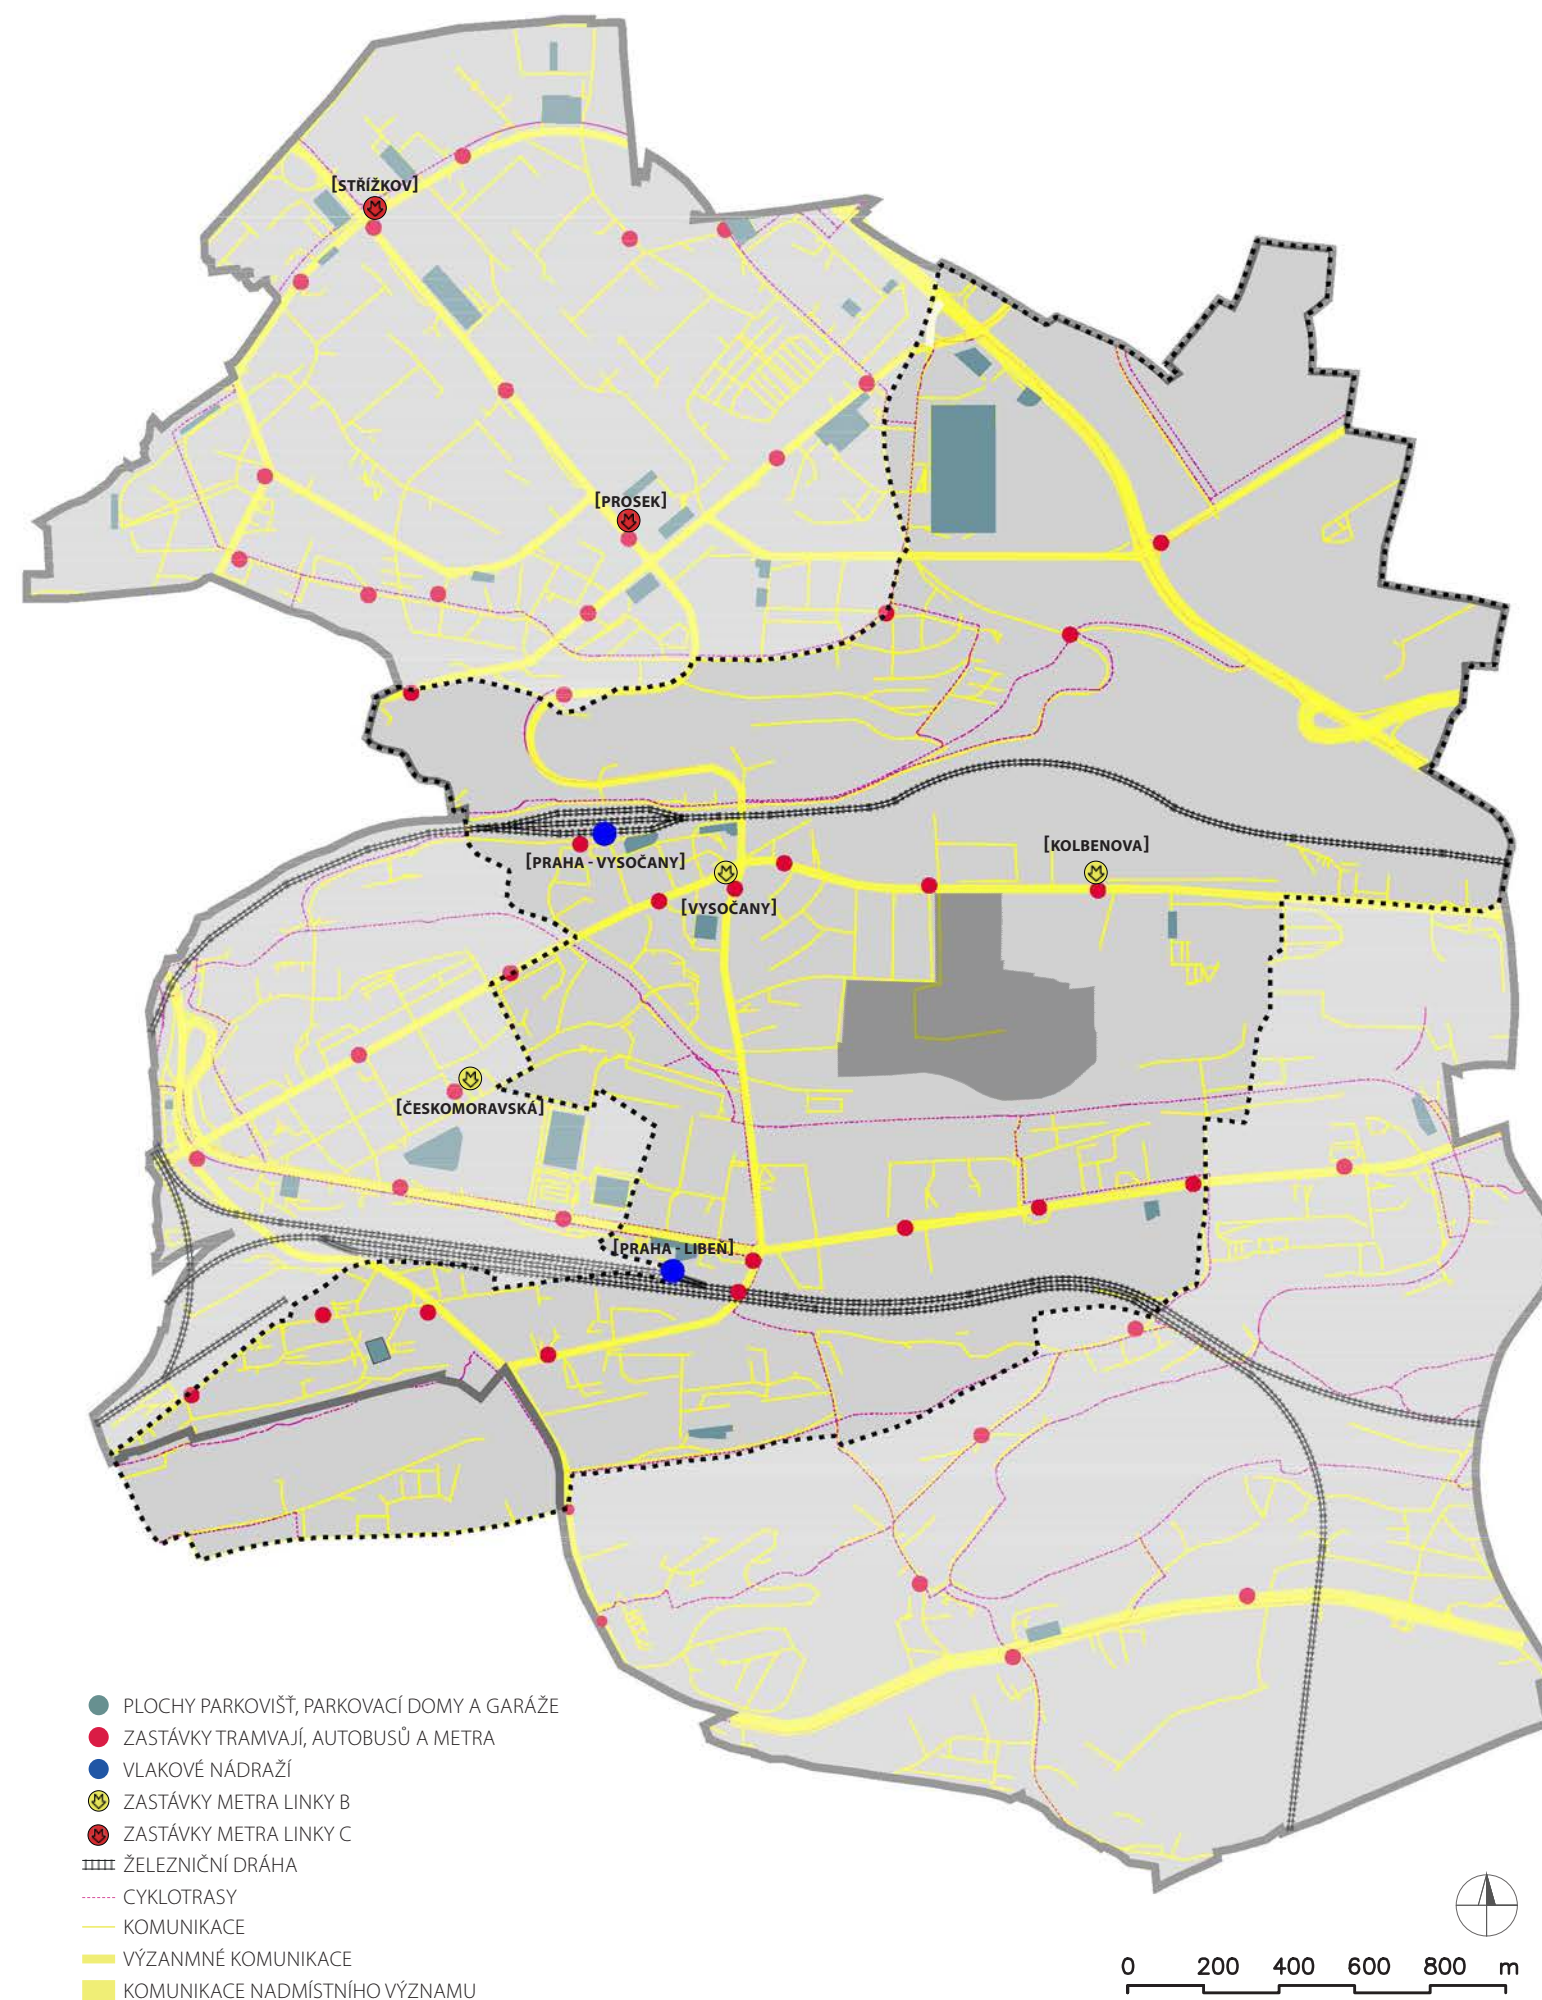 [STŘÍŽKOV]
[PROSEK]
[PRAHA - VYSOČANY]
[KOLBENOVA]
[VYSOČANY]
[ČESKOMORAVSKÁ]
[PRAHA - LIBEŇ]
PLOCHY PARKOVIŠŤ, PARKOVACÍ DOMY A GARÁŽE
ZASTÁVKY TRAMVAJÍ, AUTOBUSŮ A METRA
VLAKOVÉ NÁDRAŽÍ
ZASTÁVKY METRA LINKY B
ZASTÁVKY METRA LINKY C
ŽELEZNIČNÍ DRÁHA
CYKLOTRASY
KOMUNIKACE
VÝZANMNÉ KOMUNIKACE
KOMUNIKACE NADMÍSTNÍHO VÝZNAMU
0 200 400 600 800 m